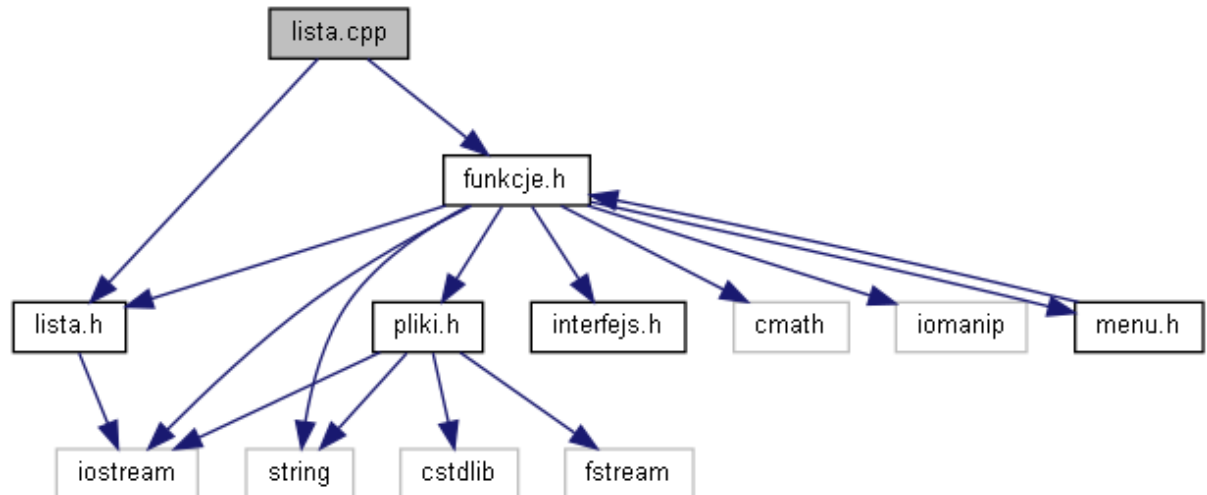 lista.cpp
funkcje.h
lista.h
pliki.h
interfejs.h
cmath
iomanip
menu.h
iostream
string
cstdlib
fstream